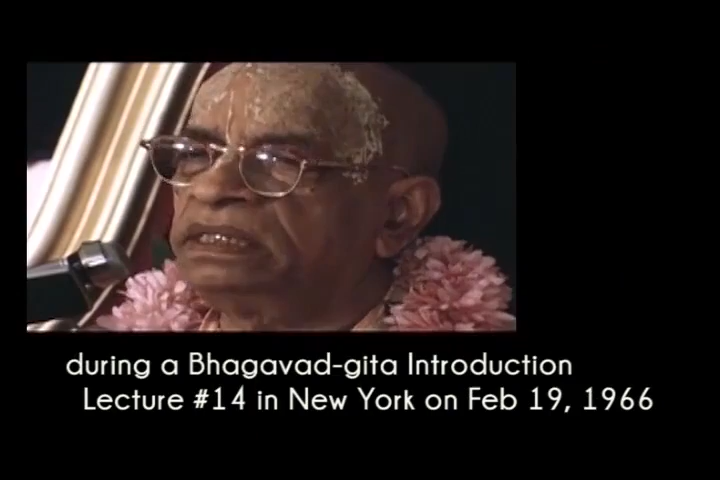 during a Bhagavad-gita Introduction
Lecture #14 in New York on Feb 19, 1966